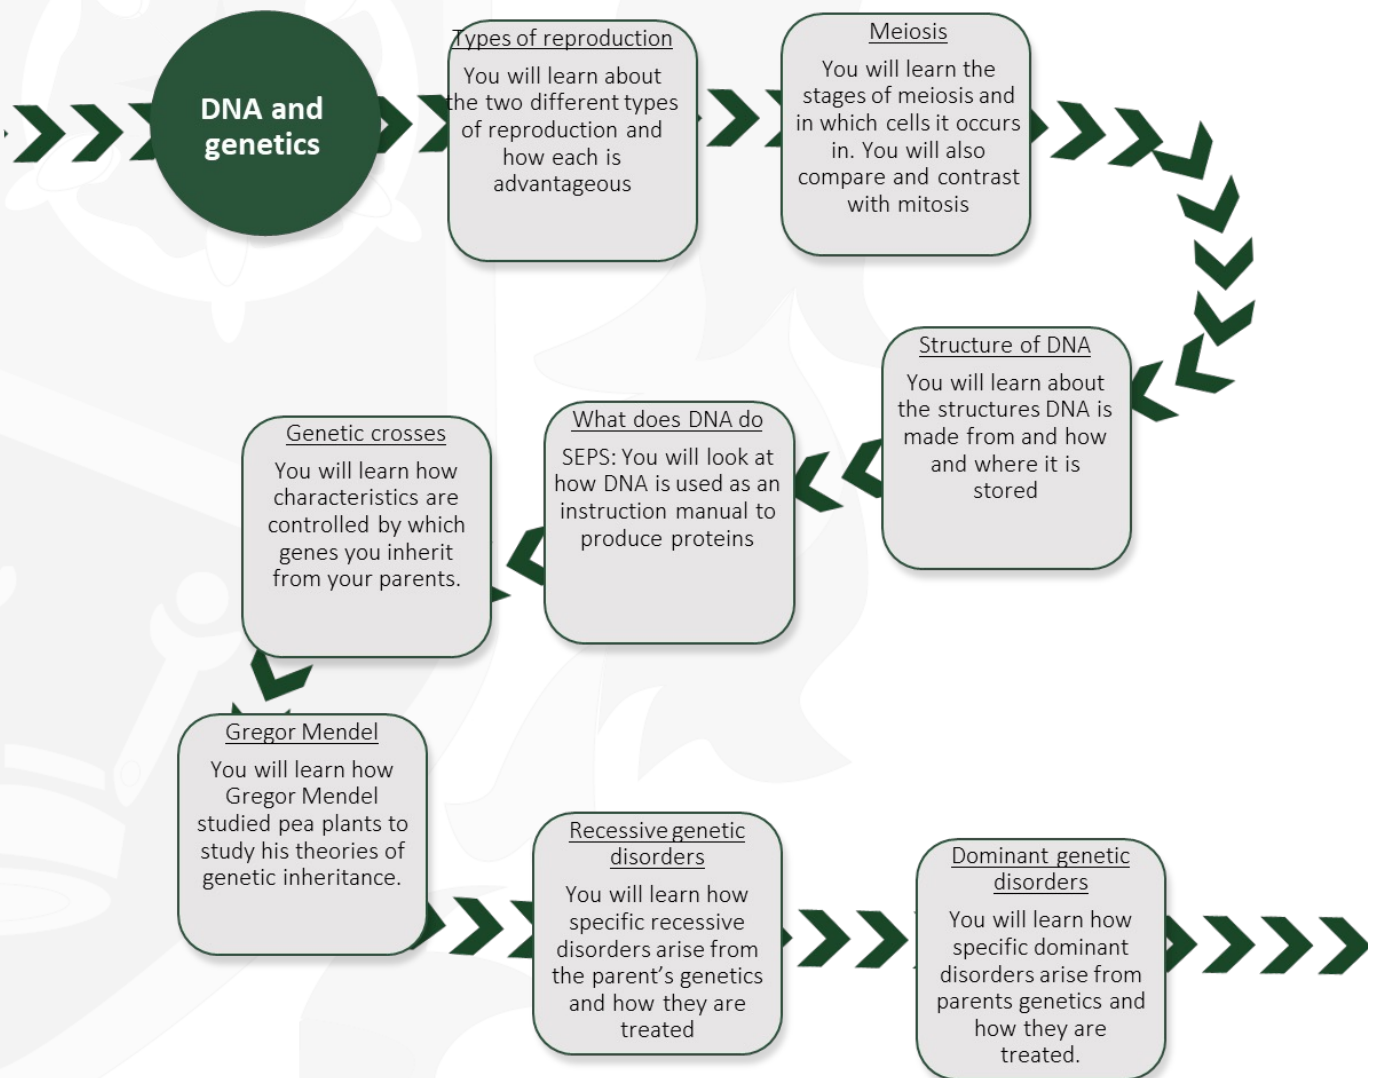 DNA and
genetics
Types of reproduction
You will learn about
the two different types
of reproduction and
how each is
advantageous
Meiosis
You will learn the
stages of meiosis and
in which cells it occurs
in. You will also
compare and contrast
with mitosis
Structure of DNA
You will learn about
the structures DNA is
made from and how
and where it is
stored
What does DNA do
SEPS: You will look at
how DNA is used as an
instruction manual to
produce proteins
Genetic crosses
You will learn how
characteristics are
controlled by which
genes you inherit
from your parents.
Gregor Mendel
You will learn how
Gregor Mendel
studied pea plants to
study his theories of
genetic inheritance.
Recessive genetic
disorders
You will learn how
specific recessive
disorders arise from
the parent’s genetics
and how they are
treated
Dominant genetic
disorders
You will learn how
specific dominant
disorders arise from
parents genetics and
how they are
treated.